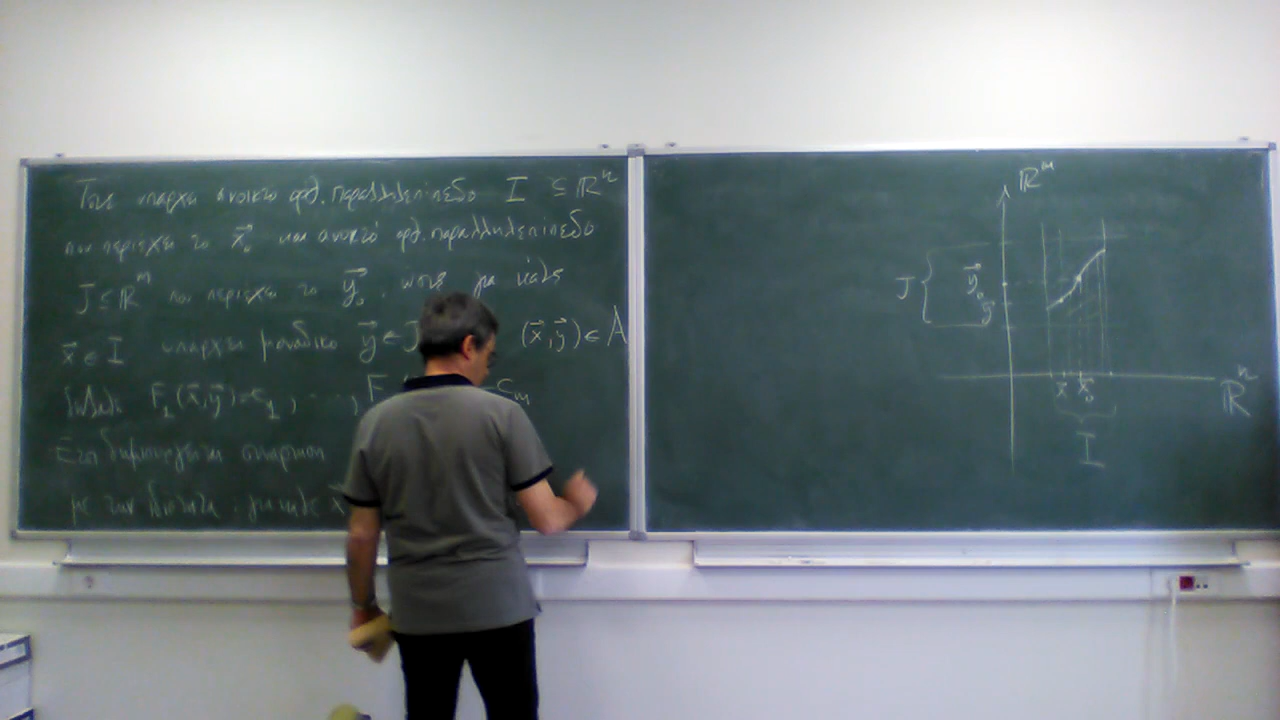 Τότε υπάρχει ανοικτό ορθ. παραλληλεπίπεδο I ⊆ ℝⁿ
που περιέχει το x⃗₀ και ανοικτό ορθ. παραλληλεπίπεδο
J ⊆ ℝᵐ που περιέχει το y⃗₀, ώστε για κάθε
x⃗ ∈ I υπάρχει μοναδικό y⃗ ∈ J (x⃗,y⃗) ∈ A
δηλαδή F₁(x⃗,y⃗)=c₁, ...., F cₘ
Έτσι δημιουργείται συνάρτηση
με την ιδιότητα, για κάθε x⃗
ℝᵐ
J
y⃗₀
y⃗
x⃗ x⃗₀
ℝⁿ
I